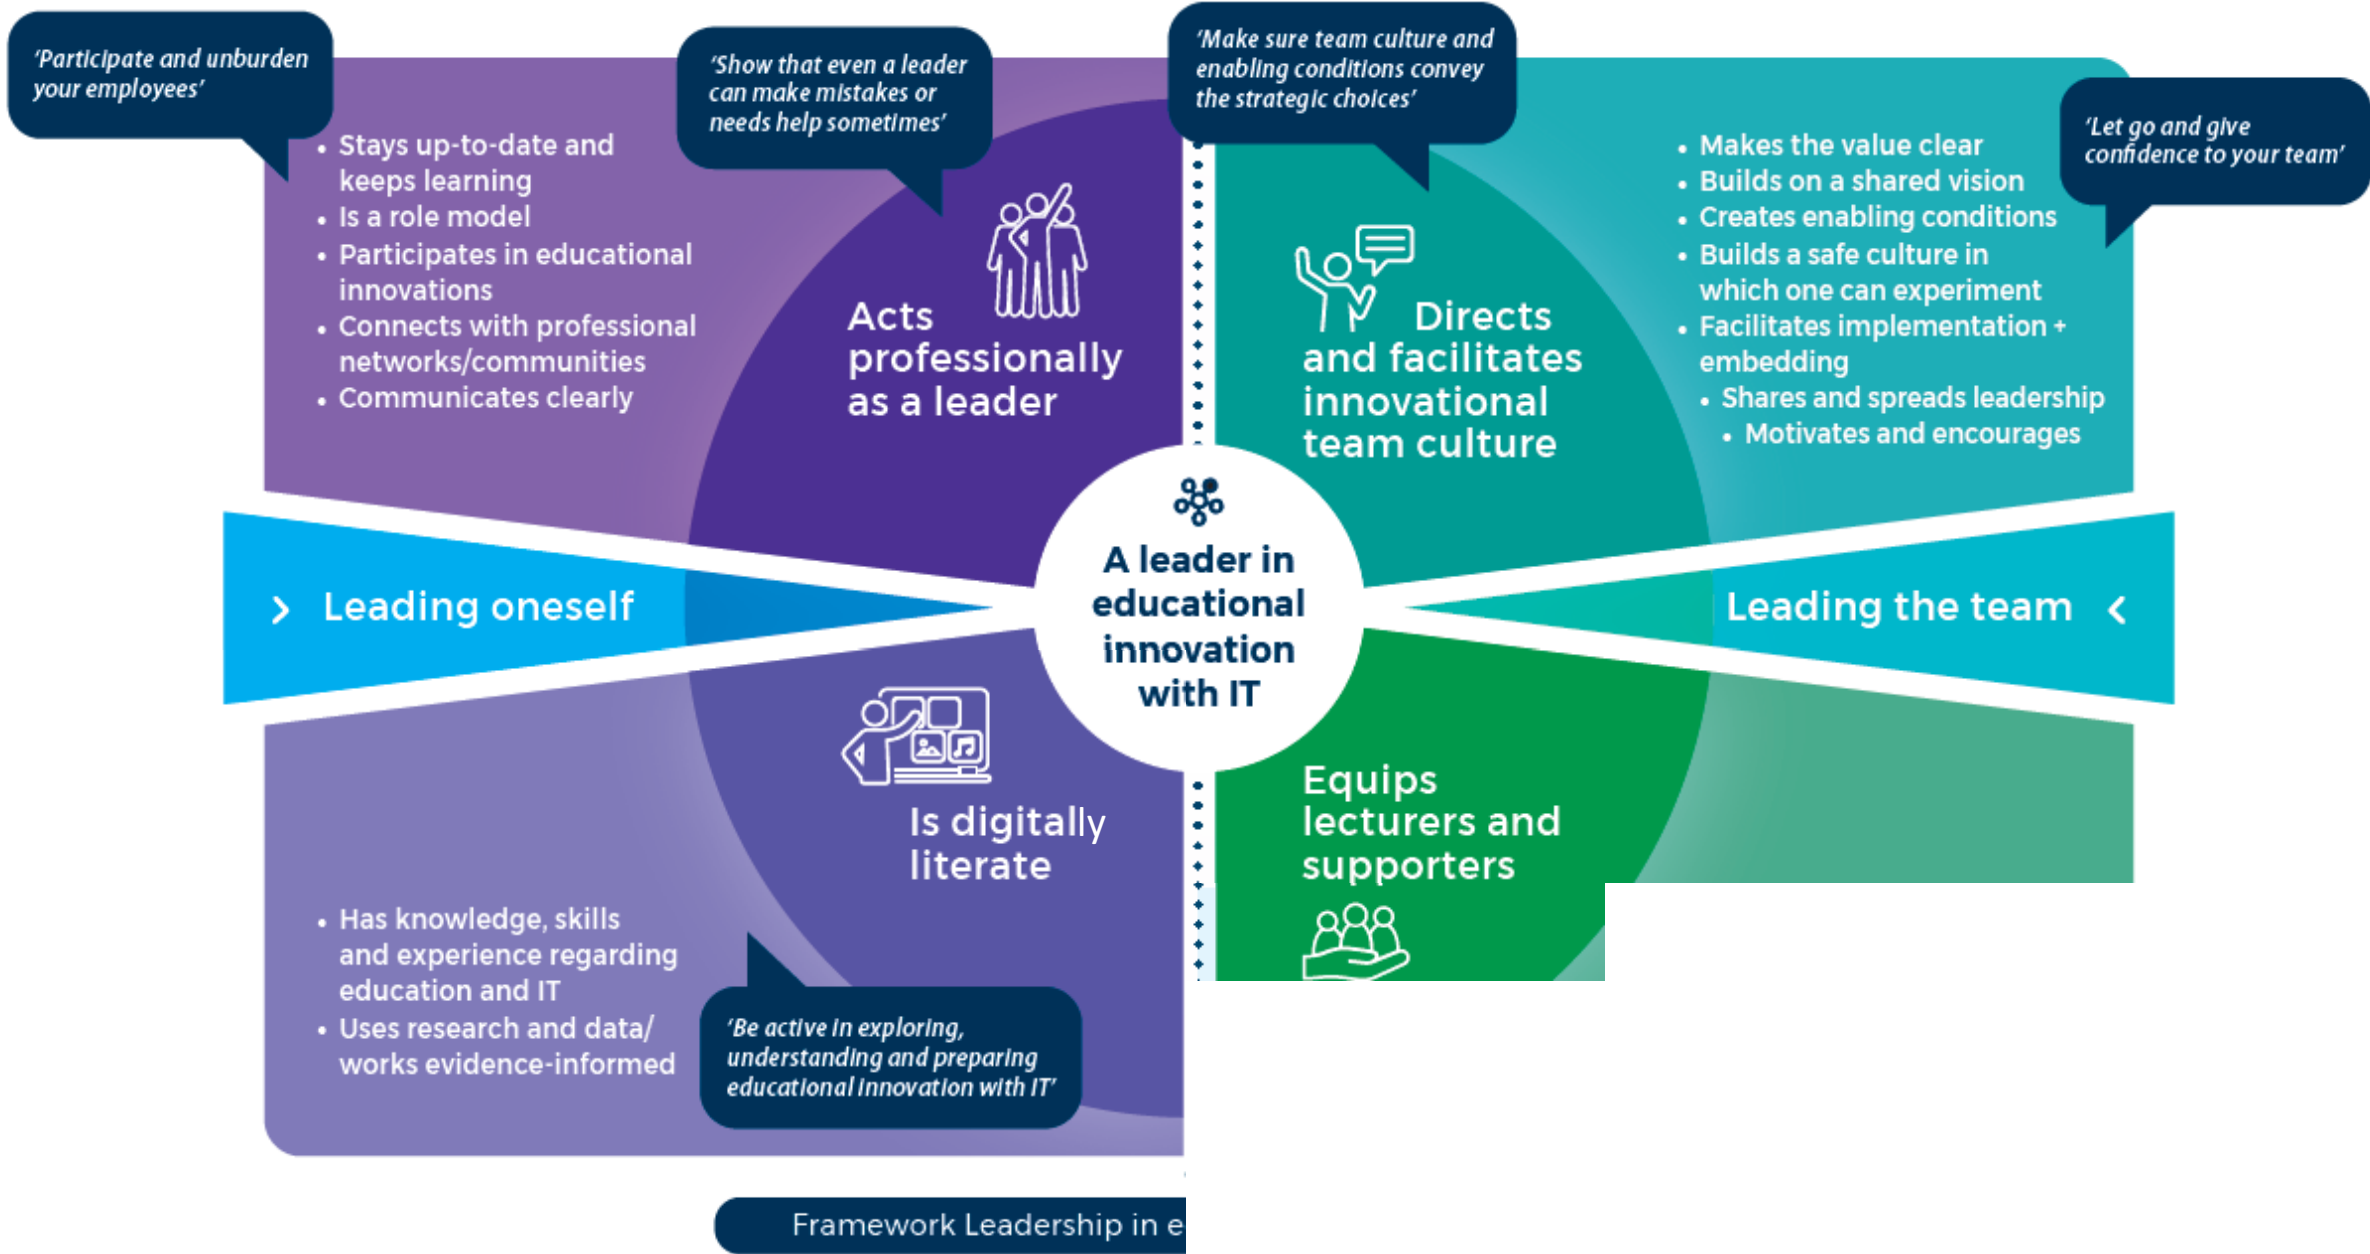 ‘Participate and unburden
your employees’
‘Show that even a leader
can make mistakes or
needs help sometimes’
‘Make sure team culture and
enabling conditions convey
the strategic choices’
‘Let go and give
confidence to your team’
• Stays up-to-date and
keeps learning
• Is a role model
• Participates in educational
innovations
• Connects with professional
networks/communities
• Communicates clearly
Acts
professionally
as a leader
Directs
and facilitates
innovational
team culture
• Makes the value clear
• Builds on a shared vision
• Creates enabling conditions
• Builds a safe culture in
which one can experiment
• Facilitates implementation +
embedding
• Shares and spreads leadership
• Motivates and encourages
Leading oneself
A leader in
educational
innovation
with IT
Leading the team
Is digitally
literate
Equips
lecturers and
supporters
• Has knowledge, skills
and experience regarding
education and IT
• Uses research and data/
works evidence-informed
‘Be active in exploring,
understanding and preparing
educational innovation with IT’
Framework Leadership in e